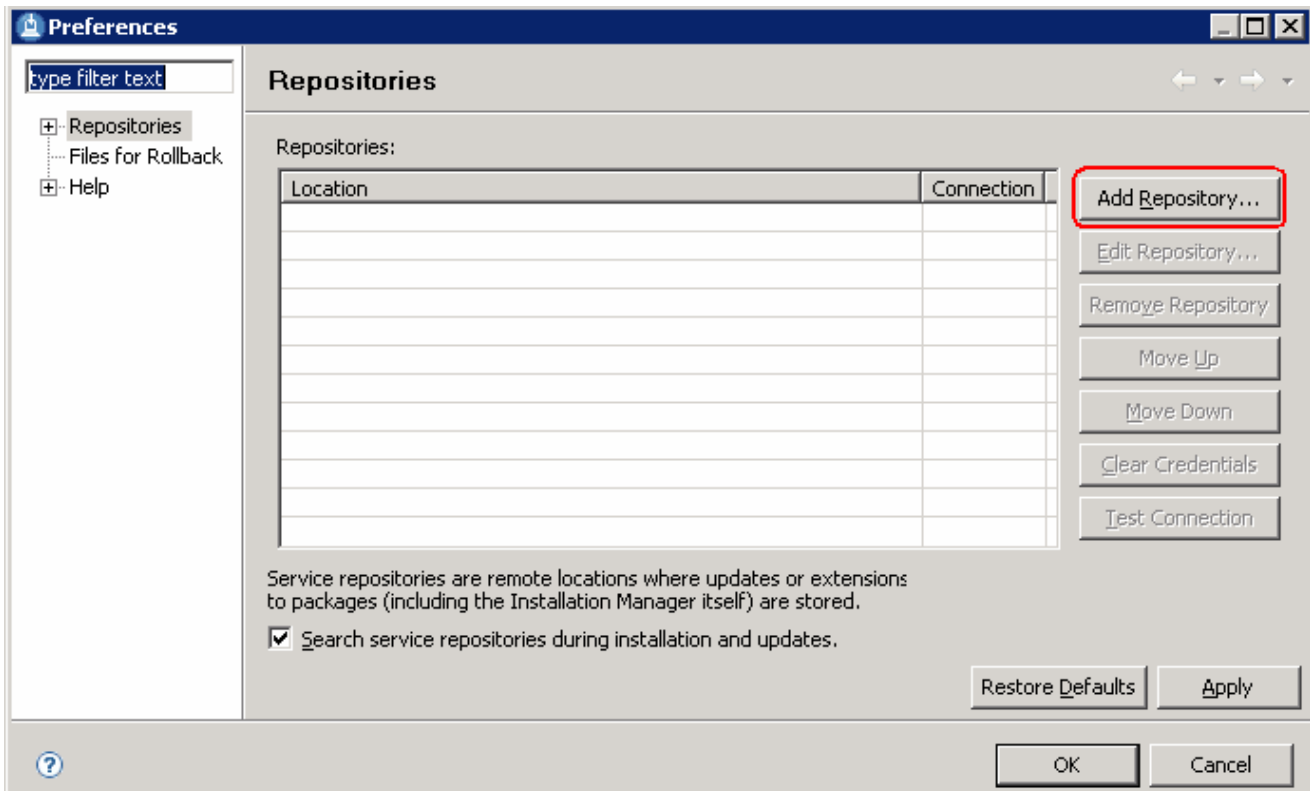 Preferences
type filter text
Repositories
Files for Rollback
Help
Repositories
Repositories:
Location
Connection
Add Repository...
Edit Repository...
Remove Repository
Move Up
Move Down
Clear Credentials
Test Connection
Service repositories are remote locations where updates or extensions
to packages (including the Installation Manager itself) are stored.
Search service repositories during installation and updates.
Restore Defaults
Apply
?
OK
Cancel